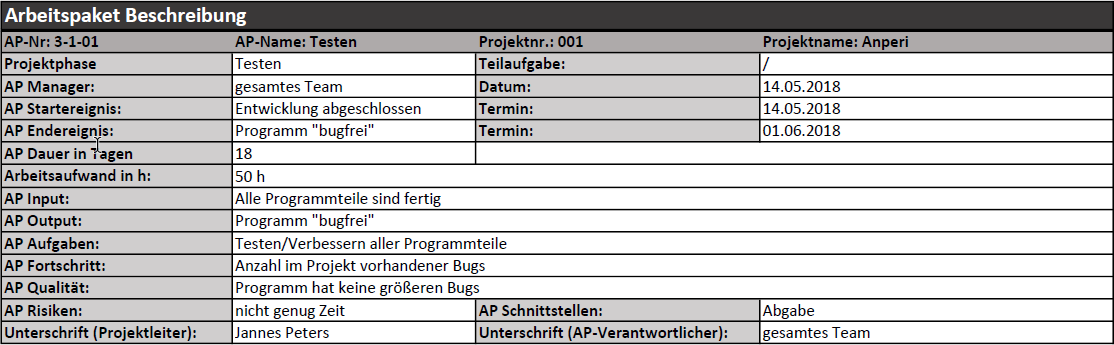 Arbeitspaket Beschreibung
AP-Nr: 3-1-01 AP-Name: Testen Projektnr.: 001 Projektname: Anperi
Projektphase Testen Teilaufgabe: /
AP Manager: gesamtes Team Datum: 14.05.2018
AP Startereignis: Entwicklung abgeschlossen Termin: 14.05.2018
AP Endereignis: Programm "bugfrei" Termin: 01.06.2018
AP Dauer in Tagen 18
Arbeitsaufwand in h: 50 h
AP Input: Alle Programmteile sind fertig
AP Output: Programm "bugfrei"
AP Aufgaben: Testen/Verbessern aller Programmteile
AP Fortschritt: Anzahl im Projekt vorhandener Bugs
AP Qualität: Programm hat keine größeren Bugs
AP Risiken: nicht genug Zeit AP Schnittstellen: Abgabe
Unterschrift (Projektleiter): Jannes Peters Unterschrift (AP-Verantwortlicher): gesamtes Team